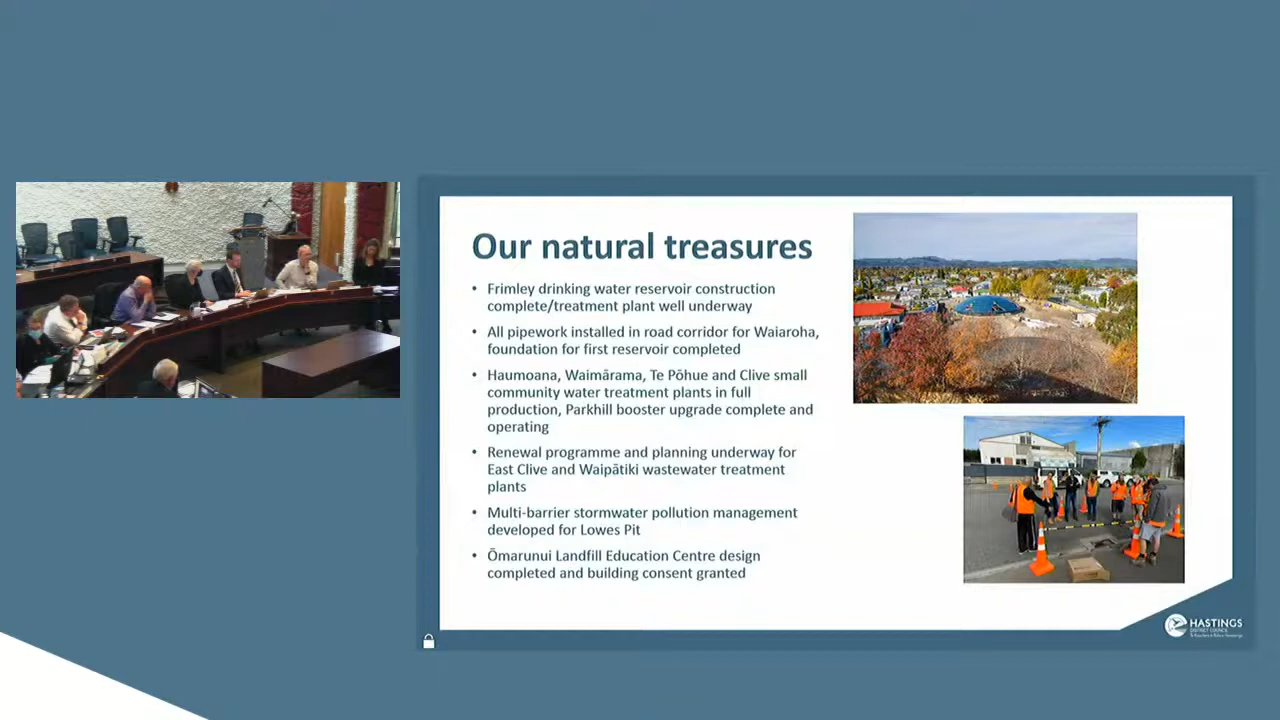 Our natural treasures
• Frimley drinking water reservoir construction
complete/treatment plant well underway
• All pipework installed in road corridor for Waiaroha,
foundation for first reservoir completed
• Haumoana, Waimārama, Te Pōhue and Clive small
community water treatment plants in full
production, Parkhill booster upgrade complete and
operating
• Renewal programme and planning underway for
East Clive and Waipātiki wastewater treatment
plants
• Multi-barrier stormwater pollution management
developed for Lowes Pit
• Ōmarunui Landfill Education Centre design
completed and building consent granted
HASTINGS
DISTRICT COUNCIL